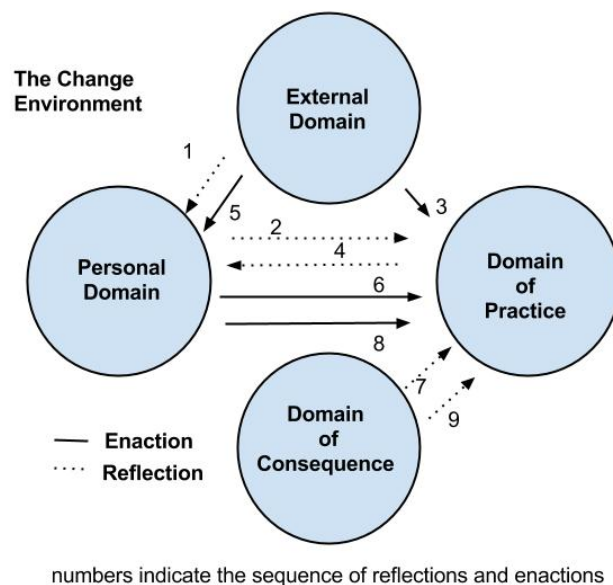 The Change
Environment
External
Domain
1
5
2
3
4
Personal
Domain
Domain
of
Practice
6
8
7
9
Domain
of
Consequence
Enaction
Reflection
numbers indicate the sequence of reflections and enactions